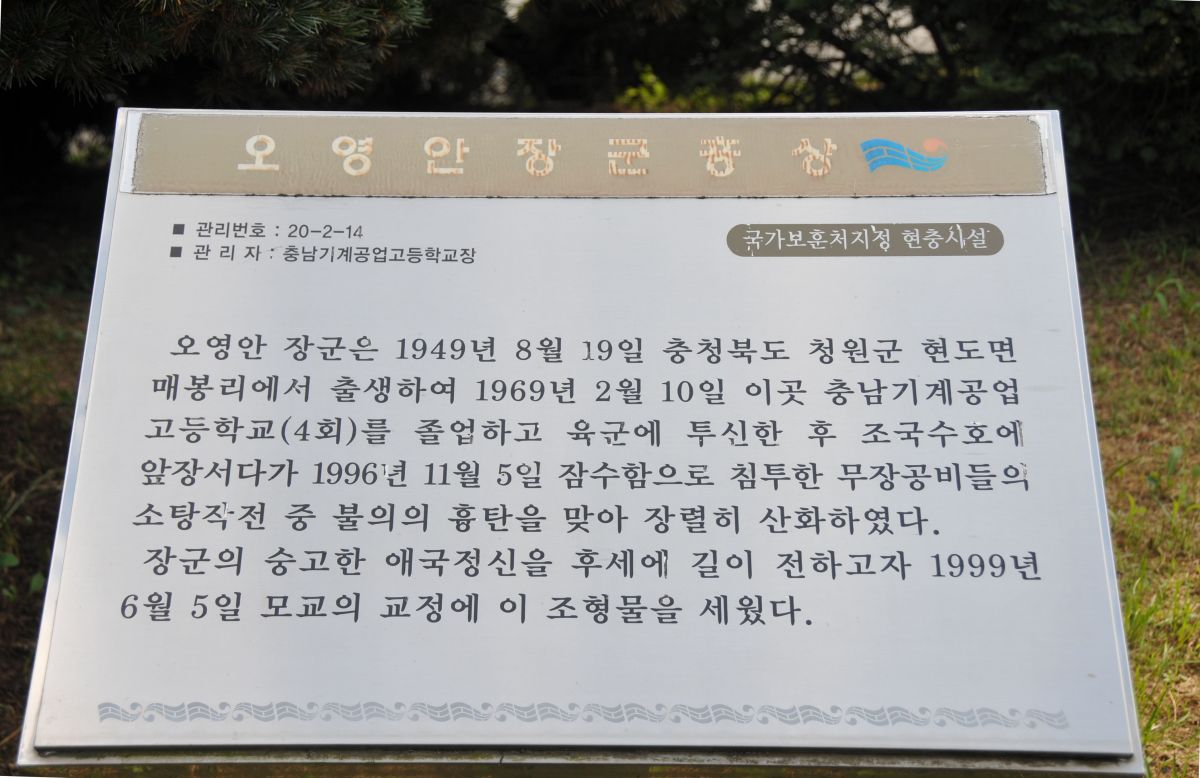 오영안장군흉상
■ 관리번호 : 20-2-14
■ 관 리 자 : 충남기계공업고등학교장
국가보훈처지정 현충시설
오영안 장군은 1949년 8월 19일 충청북도 청원군 현도면
매봉리에서 출생하여 1969년 2월 10일 이곳 충남기계공업
고등학교(4회)를 졸업하고 육군에 투신한 후 조국수호에
앞장서다가 1996년 11월 5일 잠수함으로 침투한 무장공비들의
소탕작전 중 불의의 흉탄을 맞아 장렬히 산화하였다.
장군의 숭고한 애국정신을 후세에 길이 전하고자 1999년
6월 5일 모교의 교정에 이 조형물을 세웠다.